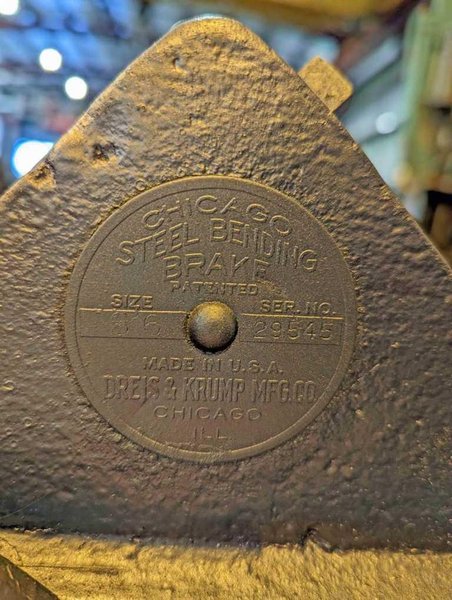 CHICAGO
STEEL BENDING
BRAKE
PATENTED
SIZE SER. NO.
29545
MADE IN U.S.A.
DREIS & KRUMP MFG. CO.
CHICAGO
ILL